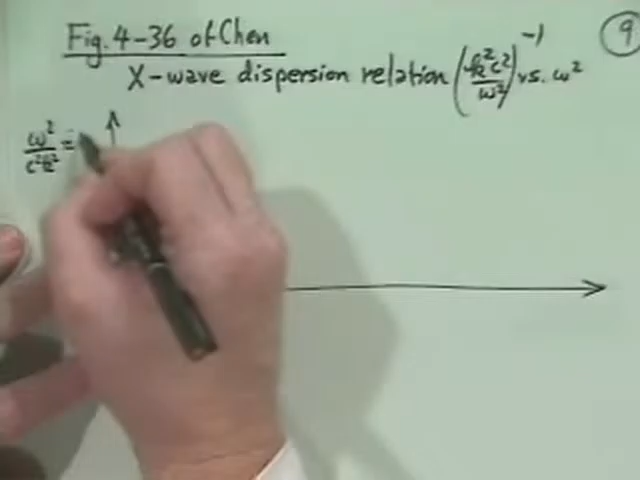 Fig. 4-36 of Chen
9
X-wave dispersion relation (k²c²/ω²)⁻¹ vs. ω²
ω²/c²k² =